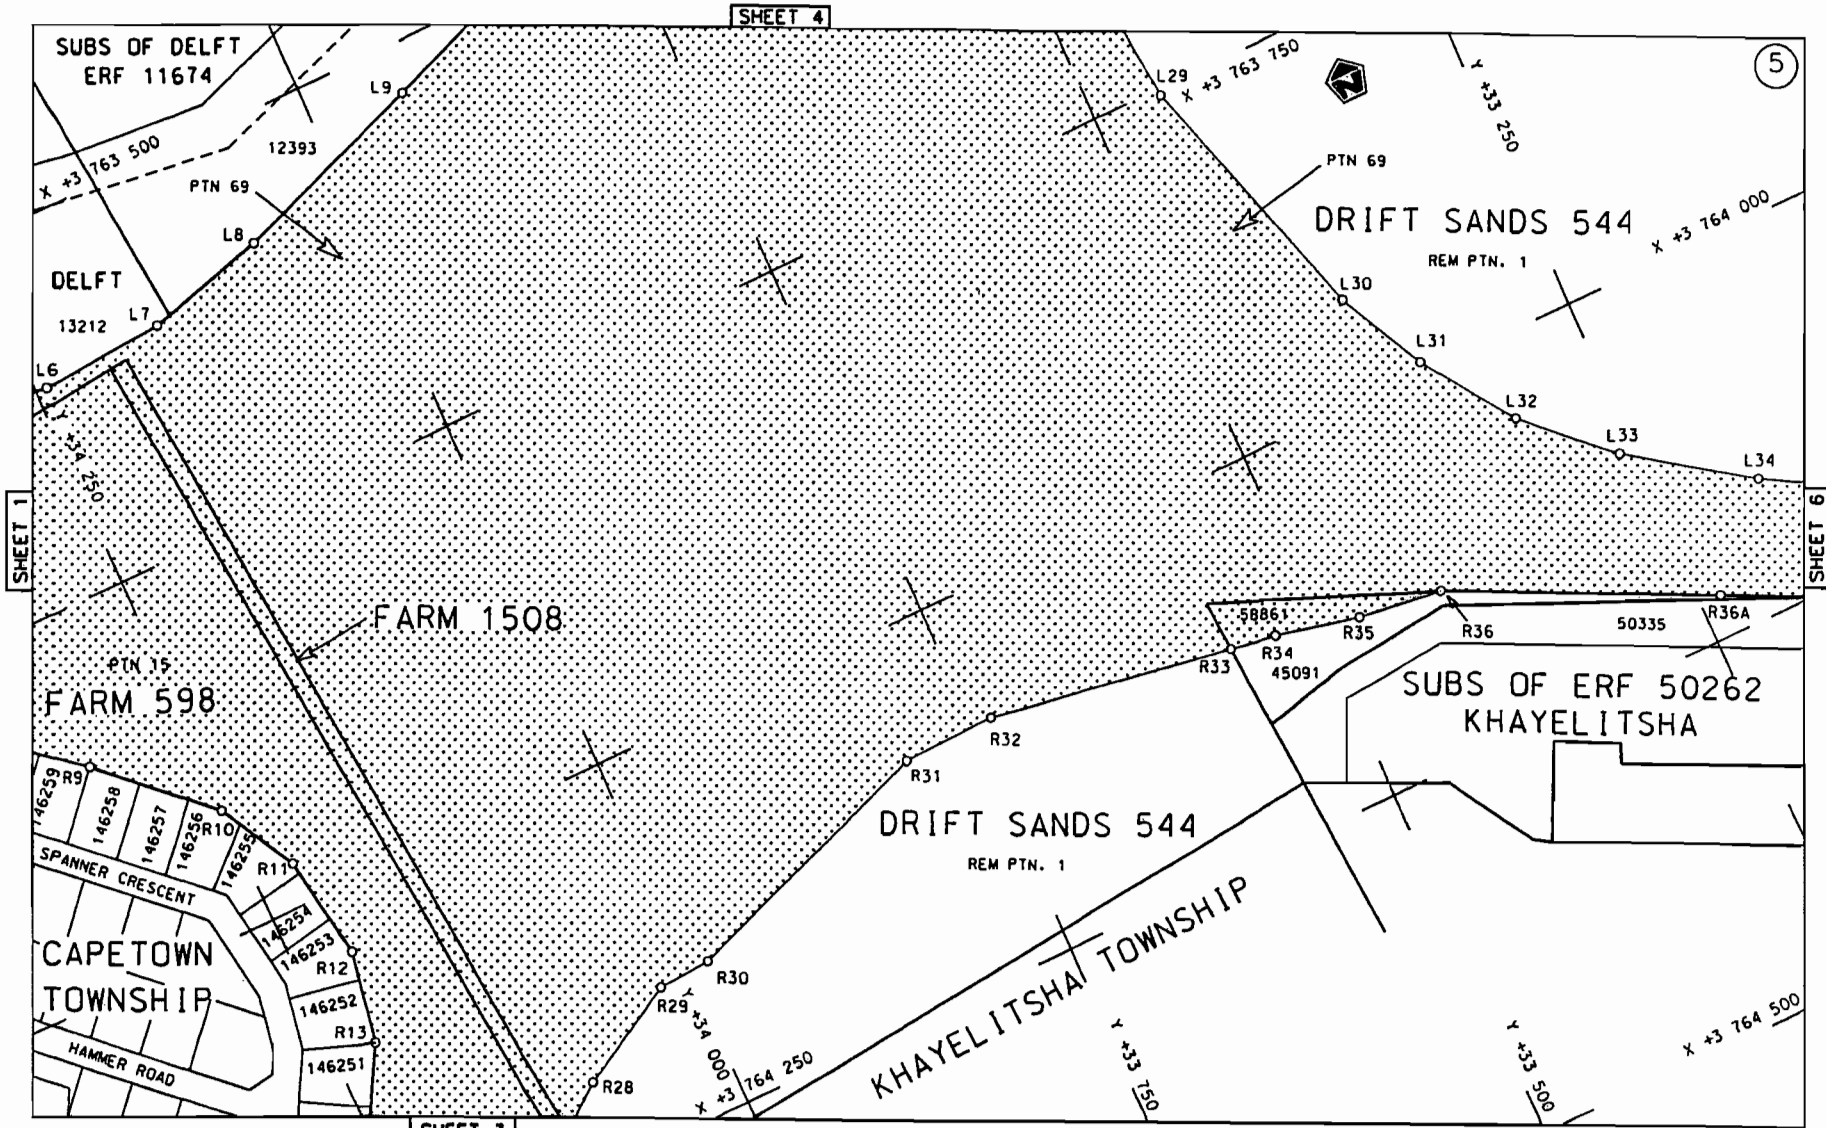 SHEET 4
SUBS OF DELFT
ERF 11674
L9
L29
X +3 763 750
Y +33 250
5
N
X +3 763 500
12393
PTN 69
PTN 69
DRIFT SANDS 544
REM PTN. 1
X +3 764 000
L8
DELFT
13212
L7
L30
L31
L6
Y +34 250
L32
L33
L34
SHEET 1
SHEET 6
FARM 1508
58861
R33
R34
R35
R36
R36A
50335
45091
PTN 15
FARM 598
SUBS OF ERF 50262
KHAYELITSHA
R32
R31
R9
R10
R11
R12
R13
146259
146258
146257
146256
146255
146254
146253
146252
146251
SPANNER CRESCENT
CAPETOWN
TOWNSHIP
HAMMER ROAD
DRIFT SANDS 544
REM PTN. 1
R30
R29
R28
Y +34 000
X +3 764 250
KHAYELITSHA TOWNSHIP
Y +33 750
Y +33 500
X +3 764 500